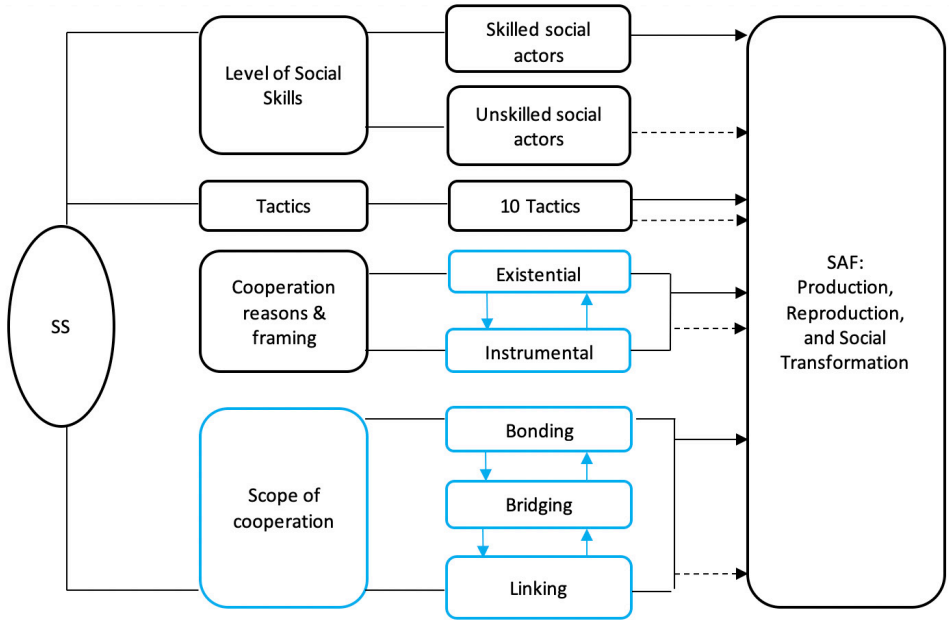 SS
Level of Social
Skills
Skilled social
actors
Unskilled social
actors
Tactics
10 Tactics
Cooperation
reasons &
framing
Existential
Instrumental
Scope of
cooperation
Bonding
Bridging
Linking
SAF:
Production,
Reproduction,
and Social
Transformation